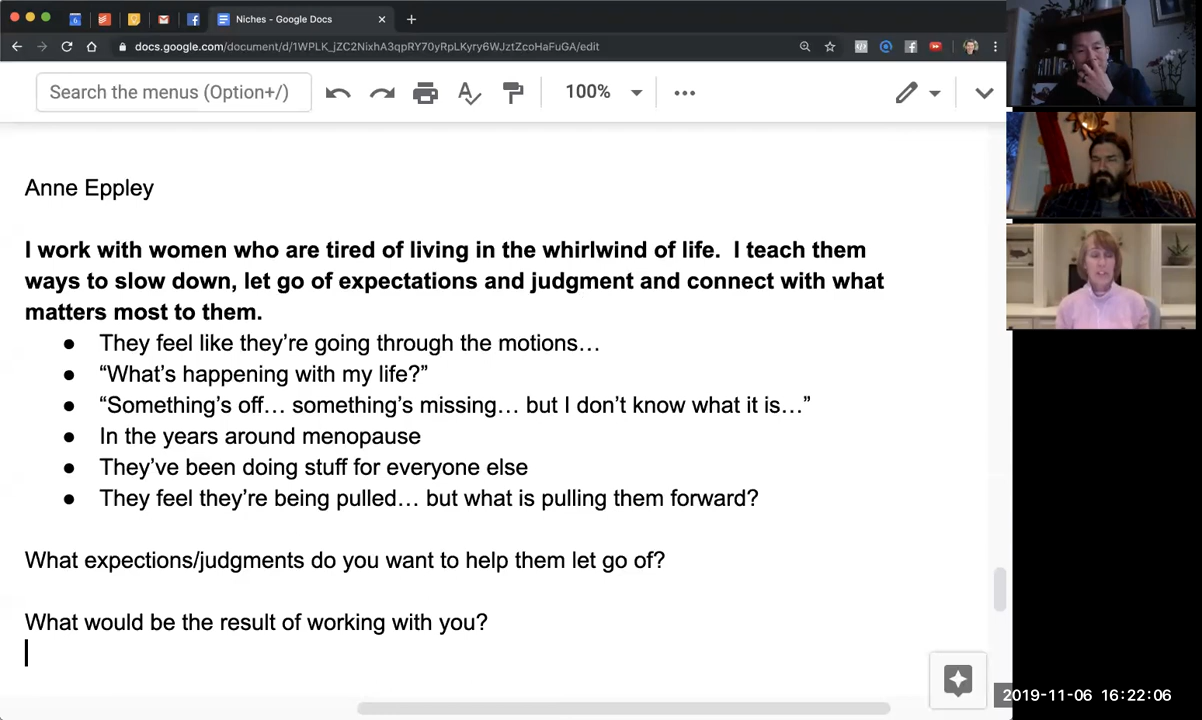 Niches - Google Docs
docs.google.com/document/d/1WPLK_jZC2NixhA3qpRY70yRpLKyry6WJztZcoHaFuGA/edit
Search the menus (Option+/)
100%
Anne Eppley
I work with women who are tired of living in the whirlwind of life. I teach them
ways to slow down, let go of expectations and judgment and connect with what
matters most to them.
● They feel like they’re going through the motions…
● “What’s happening with my life?”
● “Something’s off… something’s missing… but I don’t know what it is…”
● In the years around menopause
● They’ve been doing stuff for everyone else
● They feel they’re being pulled… but what is pulling them forward?
What expections/judgments do you want to help them let go of?
What would be the result of working with you?
2019-11-06 16:22:06